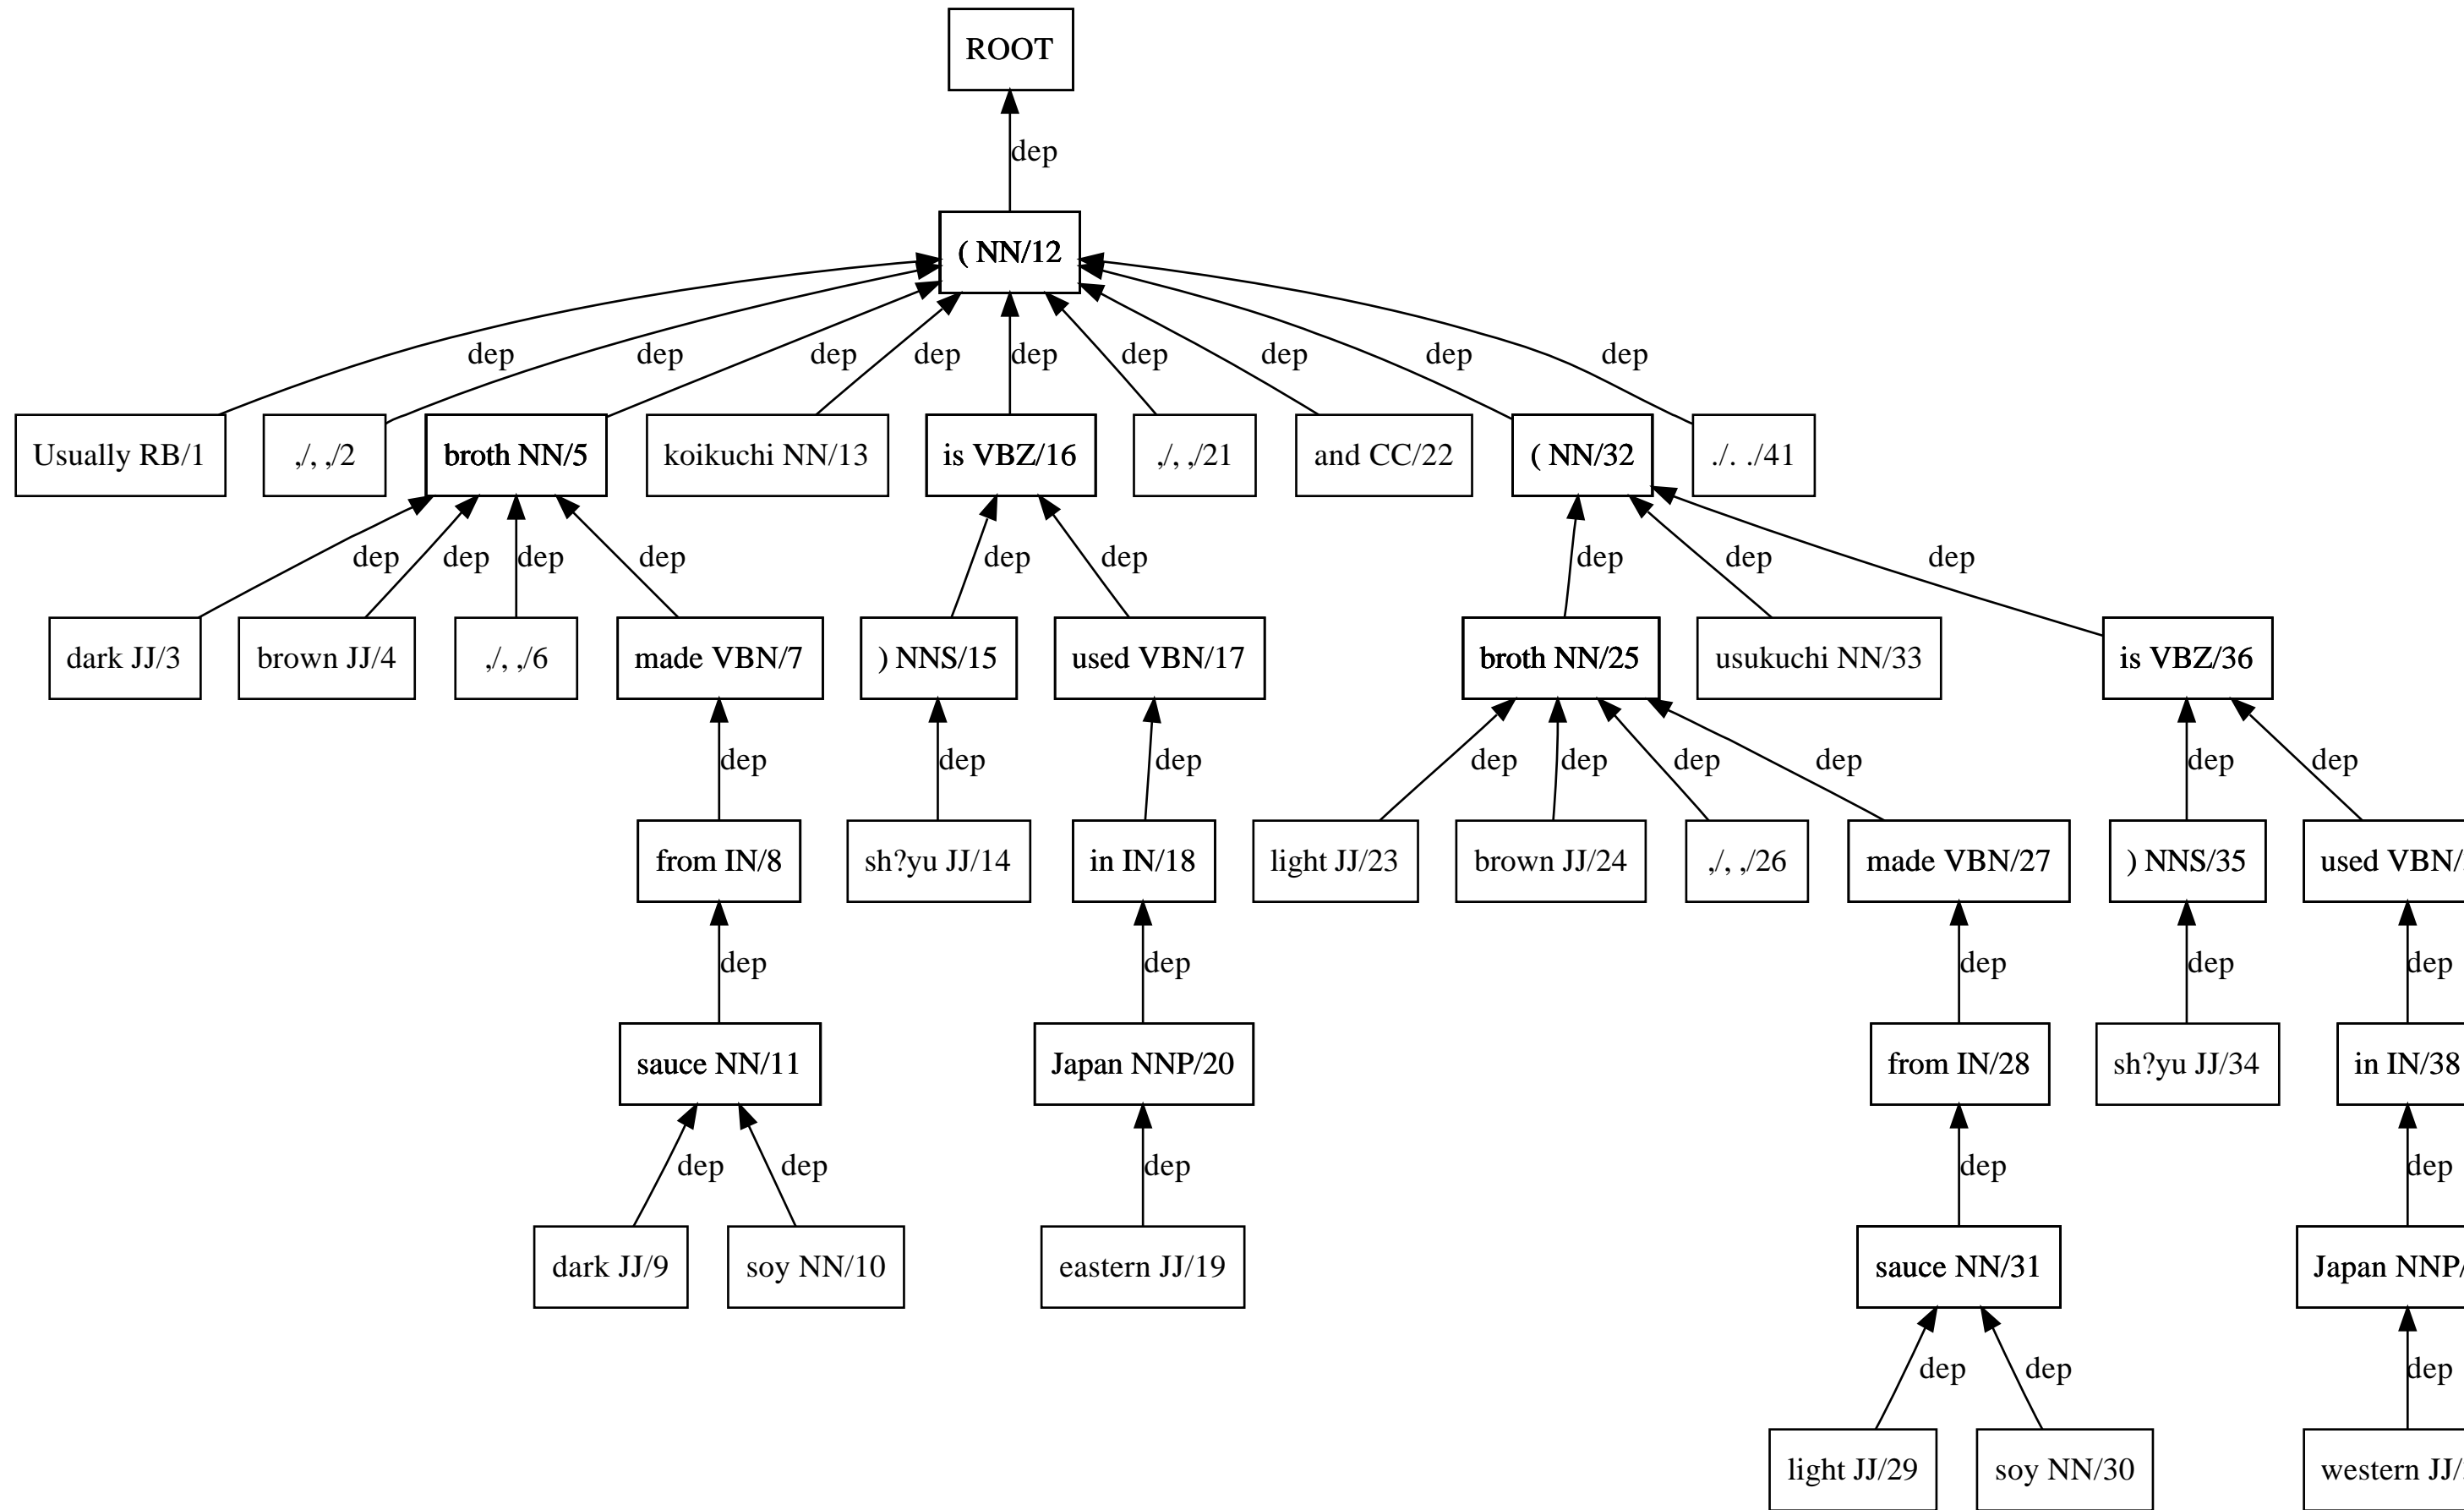 ROOT
dep
( NN/12
dep dep dep dep dep dep dep dep dep
Usually RB/1 ,/, ,/2 broth NN/5 koikuchi NN/13 is VBZ/16 ,/, ,/21 and CC/22 ( NN/32 ./. ./41
dep dep dep dep dep dep dep dep dep
dark JJ/3 brown JJ/4 ,/, ,/6 made VBN/7 ) NNS/15 used VBN/17 broth NN/25 usukuchi NN/33 is VBZ/36
dep dep dep dep dep dep dep dep dep
from IN/8 sh?yu JJ/14 in IN/18 light JJ/23 brown JJ/24 ,/, ,/26 made VBN/27 ) NNS/35 used VBN/
dep dep dep dep dep
sauce NN/11 Japan NNP/20 from IN/28 sh?yu JJ/34 in IN/38
dep dep dep dep dep
dark JJ/9 soy NN/10 eastern JJ/19 sauce NN/31 Japan NNP/
dep dep dep
light JJ/29 soy NN/30 western JJ/